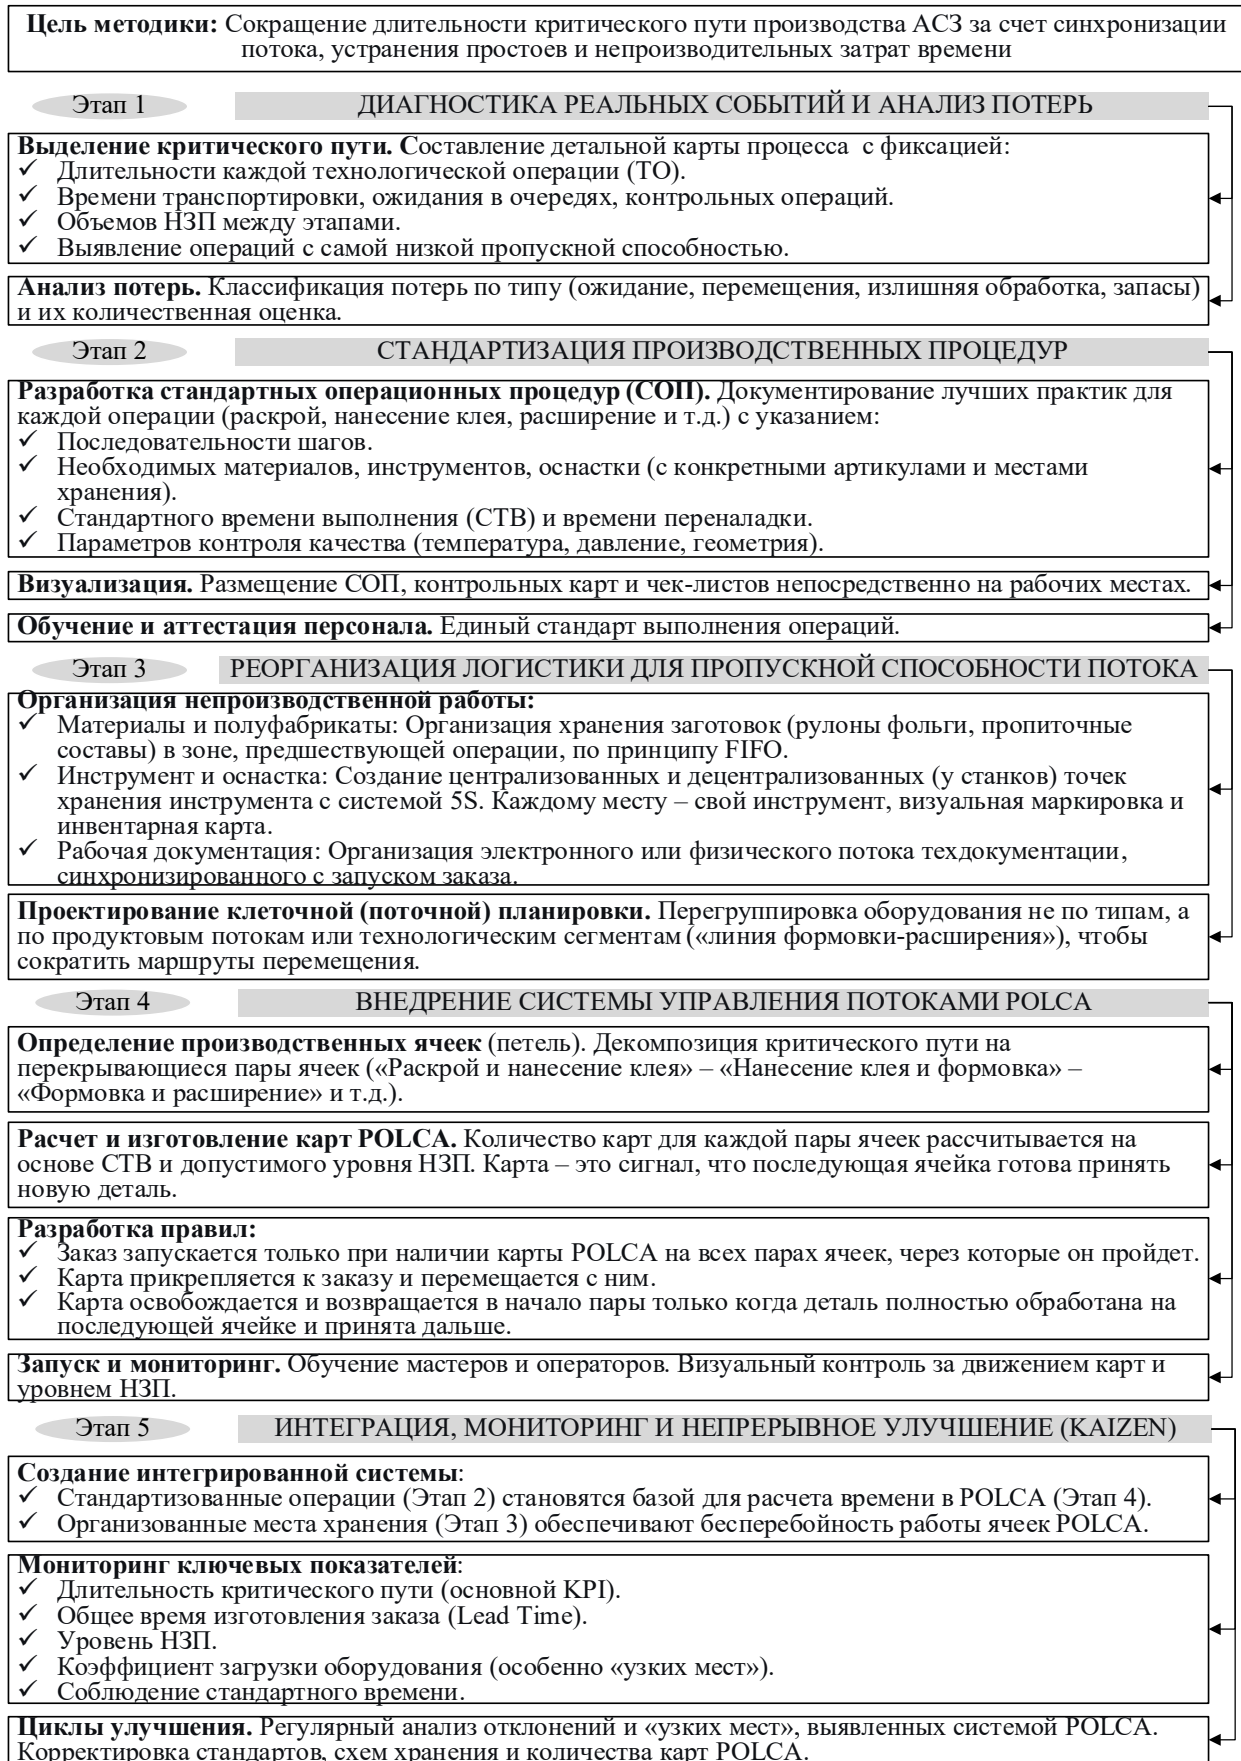 Цель методики: Сокращение длительности критического пути производства АСЗ за счет синхронизации
потока, устранения простоев и непроизводительных затрат времени
Этап 1
ДИАГНОСТИКА РЕАЛЬНЫХ СОБЫТИЙ И АНАЛИЗ ПОТЕРЬ
Выделение критического пути. Составление детальной карты процесса с фиксацией:
✓ Длительности каждой технологической операции (ТО).
✓ Времени транспортировки, ожидания в очередях, контрольных операций.
✓ Объемов НЗП между этапами.
✓ Выявление операций с самой низкой пропускной способностью.
Анализ потерь. Классификация потерь по типу (ожидание, перемещения, излишняя обработка, запасы)
и их количественная оценка.
Этап 2
СТАНДАРТИЗАЦИЯ ПРОИЗВОДСТВЕННЫХ ПРОЦЕДУР
Разработка стандартных операционных процедур (СОП). Документирование лучших практик для
каждой операции (раскрой, нанесение клея, расширение и т.д.) с указанием:
✓ Последовательности шагов.
✓ Необходимых материалов, инструментов, оснастки (с конкретными артикулами и местами
хранения).
✓ Стандартного времени выполнения (СТВ) и времени переналадки.
✓ Параметров контроля качества (температура, давление, геометрия).
Визуализация. Размещение СОП, контрольных карт и чек-листов непосредственно на рабочих местах.
Обучение и аттестация персонала. Единый стандарт выполнения операций.
Этап 3
РЕОРГАНИЗАЦИЯ ЛОГИСТИКИ ДЛЯ ПРОПУСКНОЙ СПОСОБНОСТИ ПОТОКА
Организация непроизводственной работы:
✓ Материалы и полуфабрикаты: Организация хранения заготовок (рулоны фольги, пропиточные
составы) в зоне, предшествующей операции, по принципу FIFO.
✓ Инструмент и оснастка: Создание централизованных и децентрализованных (у станков) точек
хранения инструмента с системой 5S. Каждому месту – свой инструмент, визуальная маркировка и
инвентарная карта.
✓ Рабочая документация: Организация электронного или физического потока техдокументации,
синхронизированного с запуском заказа.
Проектирование клеточной (поточной) планировки. Перегруппировка оборудования не по типам, а
по продуктовым потокам или технологическим сегментам («линия формовки-расширения»), чтобы
сократить маршруты перемещения.
Этап 4
ВНЕДРЕНИЕ СИСТЕМЫ УПРАВЛЕНИЯ ПОТОКАМИ POLCA
Определение производственных ячеек (петель). Декомпозиция критического пути на
перекрывающиеся пары ячеек («Раскрой и нанесение клея» – «Нанесение клея и формовка» –
«Формовка и расширение» и т.д.).
Расчет и изготовление карт POLCA. Количество карт для каждой пары ячеек рассчитывается на
основе СТВ и допустимого уровня НЗП. Карта – это сигнал, что последующая ячейка готова принять
новую деталь.
Разработка правил:
✓ Заказ запускается только при наличии карты POLCA на всех парах ячеек, через которые он пройдет.
✓ Карта прикрепляется к заказу и перемещается с ним.
✓ Карта освобождается и возвращается в начало пары только когда деталь полностью обработана на
последующей ячейке и принята дальше.
Запуск и мониторинг. Обучение мастеров и операторов. Визуальный контроль за движением карт и
уровнем НЗП.
Этап 5
ИНТЕГРАЦИЯ, МОНИТОРИНГ И НЕПРЕРЫВНОЕ УЛУЧШЕНИЕ (KAIZEN)
Создание интегрированной системы:
✓ Стандартизованные операции (Этап 2) становятся базой для расчета времени в POLCA (Этап 4).
✓ Организованные места хранения (Этап 3) обеспечивают бесперебойность работы ячеек POLCA.
Мониторинг ключевых показателей:
✓ Длительность критического пути (основной KPI).
✓ Общее время изготовления заказа (Lead Time).
✓ Уровень НЗП.
✓ Коэффициент загрузки оборудования (особенно «узких мест»).
✓ Соблюдение стандартного времени.
Циклы улучшения. Регулярный анализ отклонений и «узких мест», выявленных системой POLCA.
Корректировка стандартов, схем хранения и количества карт POLCA.